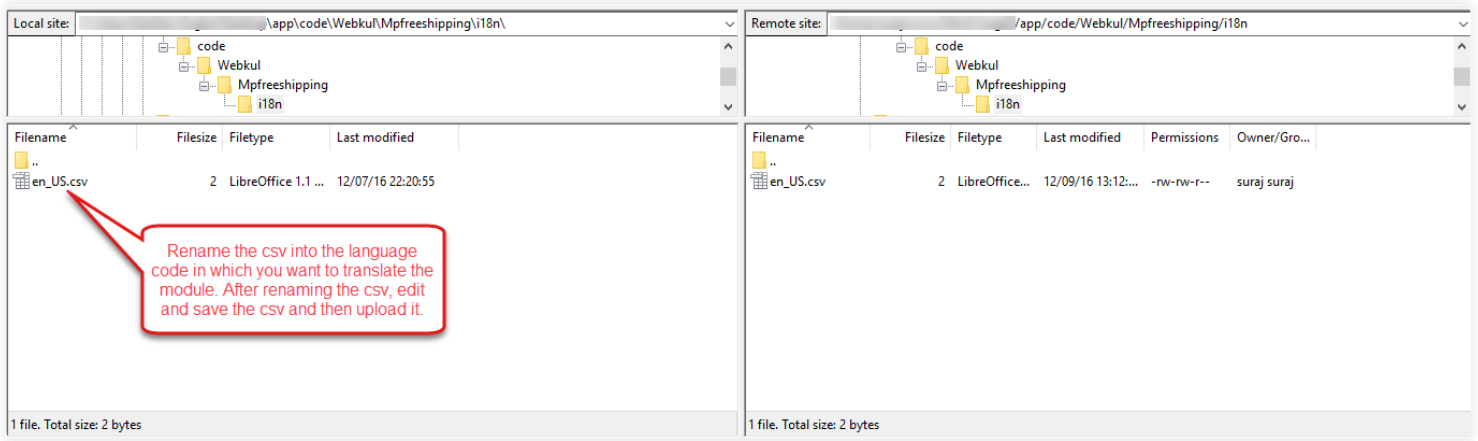 Local site: \app\code\Webkul\Mpfreeshipping\i18n\
code
Webkul
Mpfreeshipping
i18n
Filename Filesize Filetype Last modified
..
en_US.csv 2 LibreOffice 1.1 ... 12/07/16 22:20:55
Rename the csv into the language
code in which you want to translate the
module. After renaming the csv, edit
and save the csv and then upload it.
1 file. Total size: 2 bytes
Remote site: /app/code/Webkul/Mpfreeshipping/i18n
code
Webkul
Mpfreeshipping
i18n
Filename Filesize Filetype Last modified Permissions Owner/Gro...
..
en_US.csv 2 LibreOffice... 12/09/16 13:12:... -rw-rw-r-- suraj suraj
1 file. Total size: 2 bytes